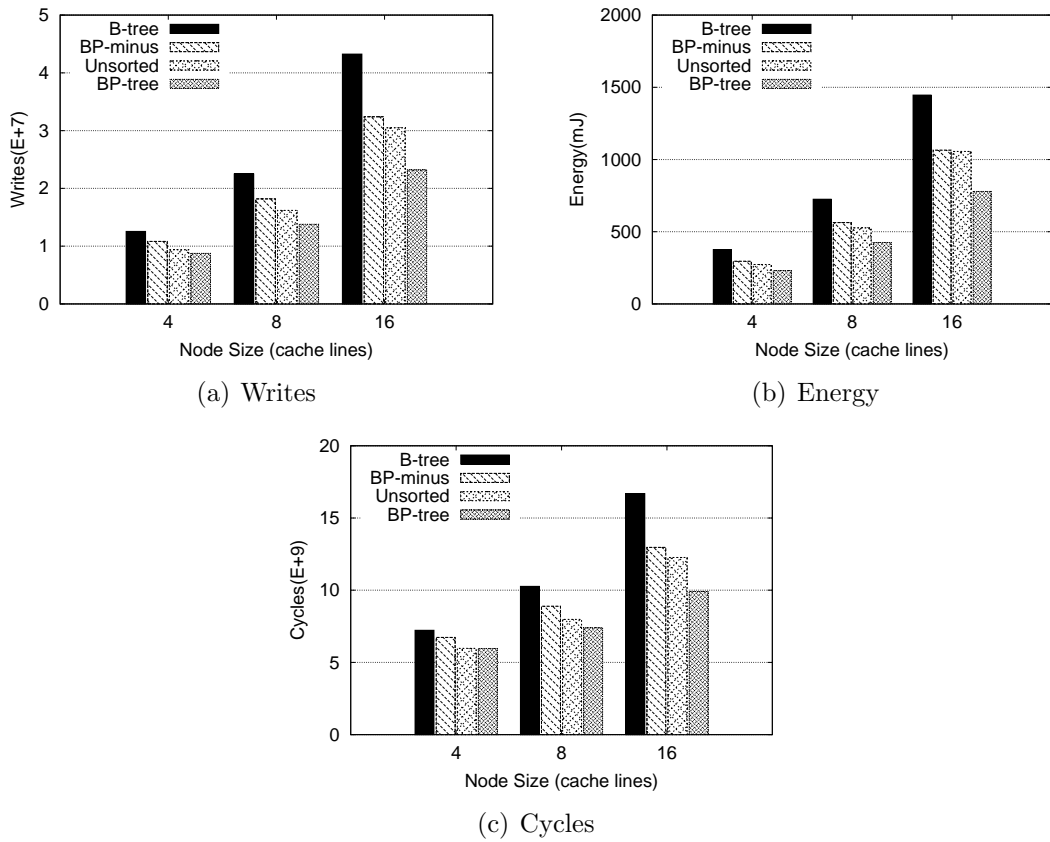 B-tree
BP-minus
Unsorted
BP-tree
5
4
3
2
1
0
Writes(E+7)
4 8 16
Node Size (cache lines)
(a) Writes
B-tree
BP-minus
Unsorted
BP-tree
2000
1500
1000
500
0
Energy(mJ)
4 8 16
Node Size (cache lines)
(b) Energy
B-tree
BP-minus
Unsorted
BP-tree
20
15
10
5
0
Cycles(E+9)
4 8 16
Node Size (cache lines)
(c) Cycles